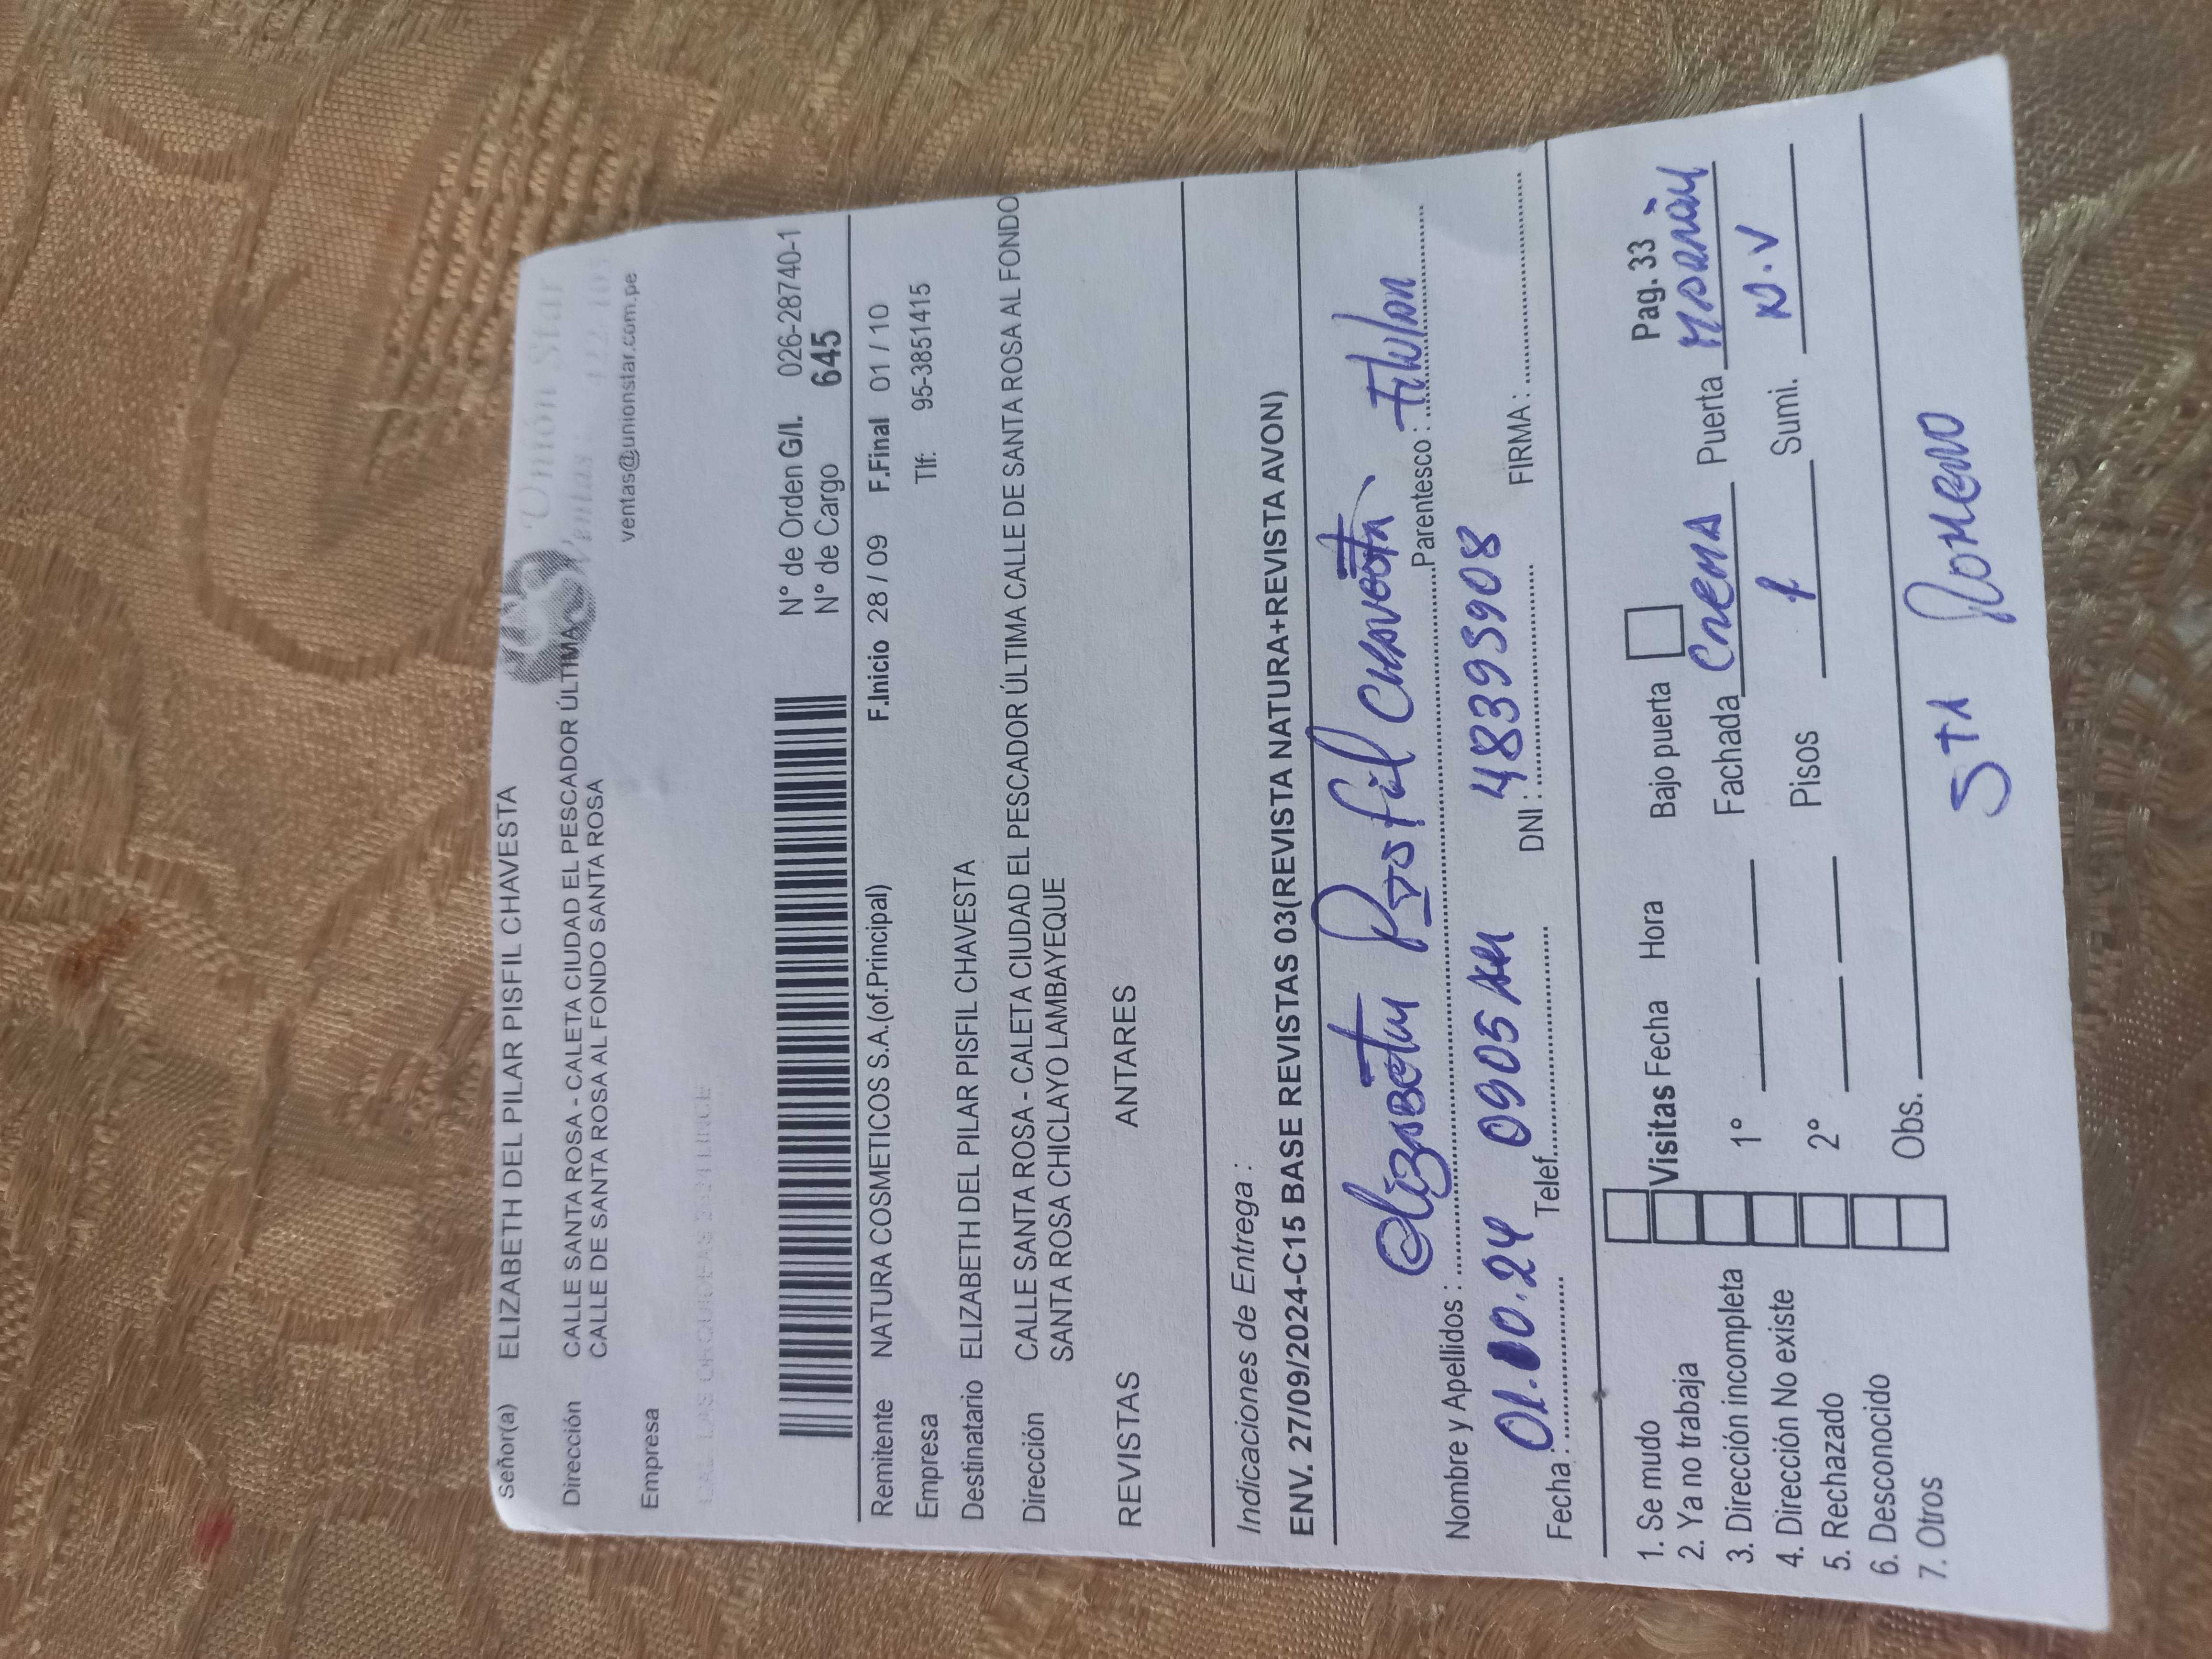 Señor(a) ELIZABETH DEL PILAR PISFIL CHAVESTA
Unión Star
Dirección CALLE SANTA ROSA - CALETA CIUDAD EL PESCADOR ÚLTIMA
Ventas:
CALLE DE SANTA ROSA AL FONDO SANTA ROSA
ventas@unionstar.com.pe
Empresa
N° de Orden G/I. 026-28740-1
N° de Cargo 645
Remitente NATURA COSMETICOS S.A.(of.Principal) F.Inicio 28 / 09 F.Final 01 / 10
Empresa Tlf: 95-3851415
Destinatario ELIZABETH DEL PILAR PISFIL CHAVESTA
Dirección CALLE SANTA ROSA - CALETA CIUDAD EL PESCADOR ÚLTIMA CALLE DE SANTA ROSA AL FONDO
SANTA ROSA CHICLAYO LAMBAYEQUE
REVISTAS ANTARES
Indicaciones de Entrega :
ENV. 27/09/2024-C15 BASE REVISTAS 03(REVISTA NATURA+REVISTA AVON)
Nombre y Apellidos : Elizabeth Pisfil Chavesta Parentesco : Titular
Fecha : 01.10.24 0905 AM Telef. DNI : 48395908 FIRMA :
1. Se mudo
2. Ya no trabaja
3. Dirección incompleta
4. Dirección No existe
5. Rechazado
6. Desconocido
7. Otros
Visitas Fecha Hora
1°
2°
Obs.
Bajo puerta Pag. 33
Fachada Crema Puerta Marrón
Pisos 1 Sumi. N.V
STA Romero